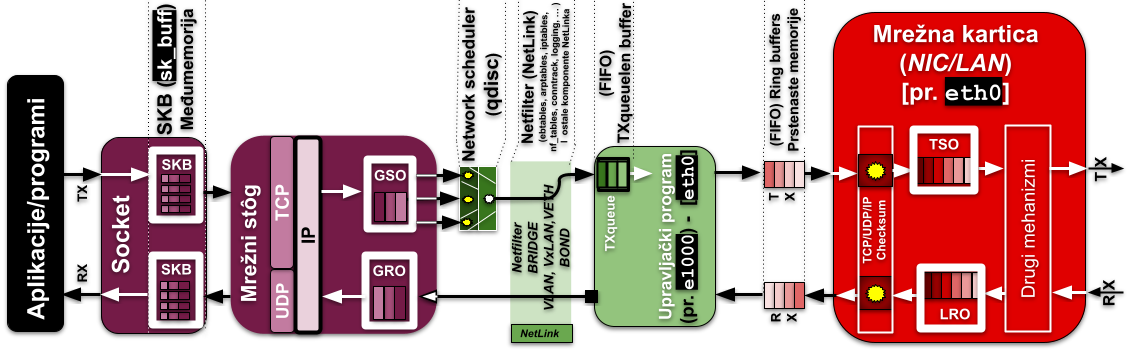 Aplikacije/programi
TX
RX
Socket
SKB (sk_buff)
Međumemorija
SKB
SKB
Mrežni stôg
TCP
UDP
IP
GSO
GRO
Network scheduler
(qdisc)
Netfilter (NetLink)
(ebtables, arptables, iptables,
nf_tables, conntrack, logging, ... )
i ostale komponente NetLinka
Netfilter
BRIDGE
VLAN, VxLAN,VETH
BOND
NetLink
(FIFO)
TXqueuelen buffer
TXqueue
Upravljački program
(pr. e1000) - [eth0]
(FIFO) Ring buffers
Prstenaste memorije
T
X
R
X
Mrežna kartica
(NIC/LAN)
[pr. eth0]
TCP/UDP/IP
Checksum
TSO
LRO
Drugi mehanizmi
TX
RX